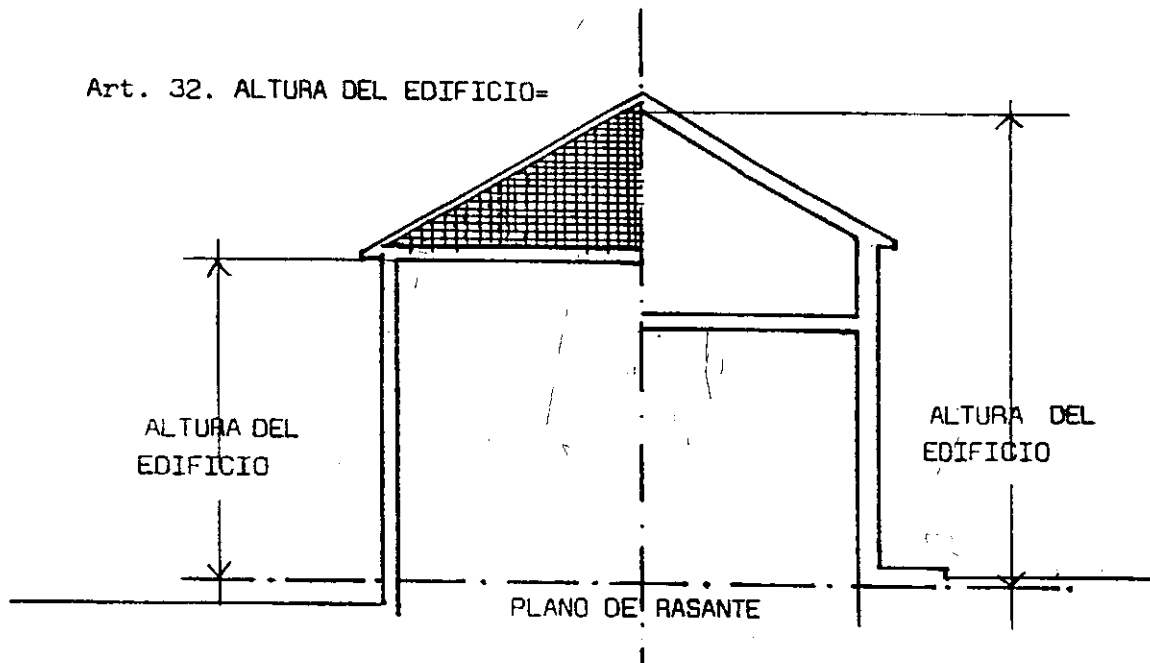 Art. 32. ALTURA DEL EDIFICIO=
ALTURA DEL
EDIFICIO
ALTURA DEL
EDIFICIO
PLANO DE RASANTE